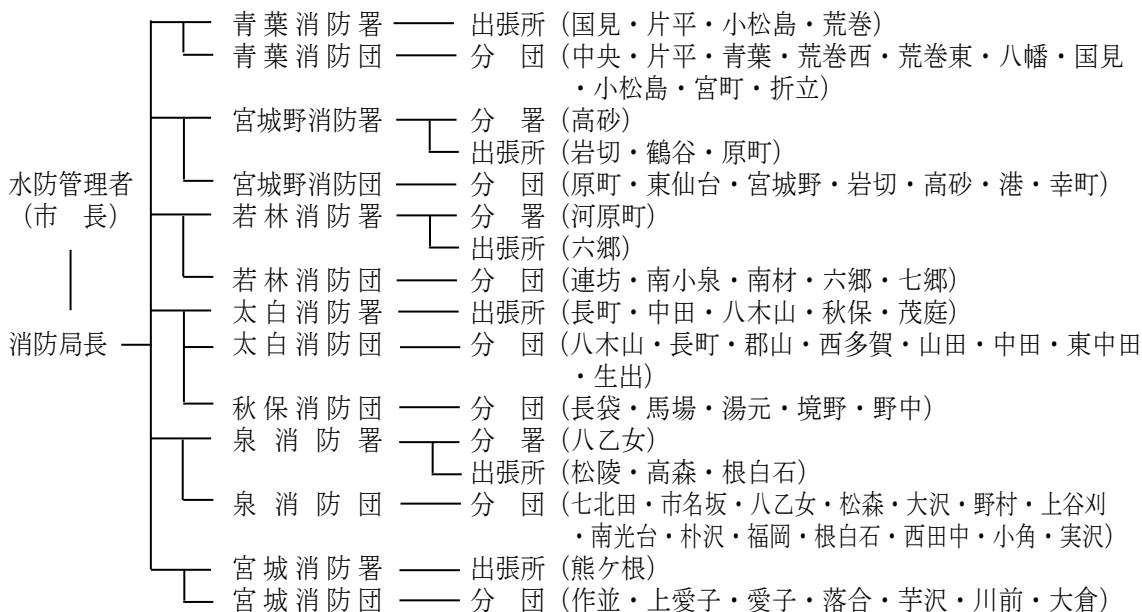 青葉消防署 出張所（国見・片平・小松島・荒巻）
青葉消防団 分　団（中央・片平・青葉・荒巻西・荒巻東・八幡・国見
・小松島・宮町・折立）
宮城野消防署 分　署（高砂）
出張所（岩切・鶴谷・原町）
水防管理者
（市　長）
宮城野消防団 分　団（原町・東仙台・宮城野・岩切・高砂・港・幸町）
若林消防署 分　署（河原町）
出張所（六郷）
若林消防団 分　団（連坊・南小泉・南材・六郷・七郷）
太白消防署 出張所（長町・中田・八木山・秋保・茂庭）
消防局長
太白消防団 分　団（八木山・長町・郡山・西多賀・山田・中田・東中田
・生出）
秋保消防団 分　団（長袋・馬場・湯元・境野・野中）
泉消防署 分　署（八乙女）
出張所（松陵・高森・根白石）
泉消防団 分　団（七北田・市名坂・八乙女・松森・大沢・野村・上谷刈
・南光台・朴沢・福岡・根白石・西田中・小角・実沢）
宮城消防署 出張所（熊ケ根）
宮城消防団 分　団（作並・上愛子・愛子・落合・芋沢・川前・大倉）